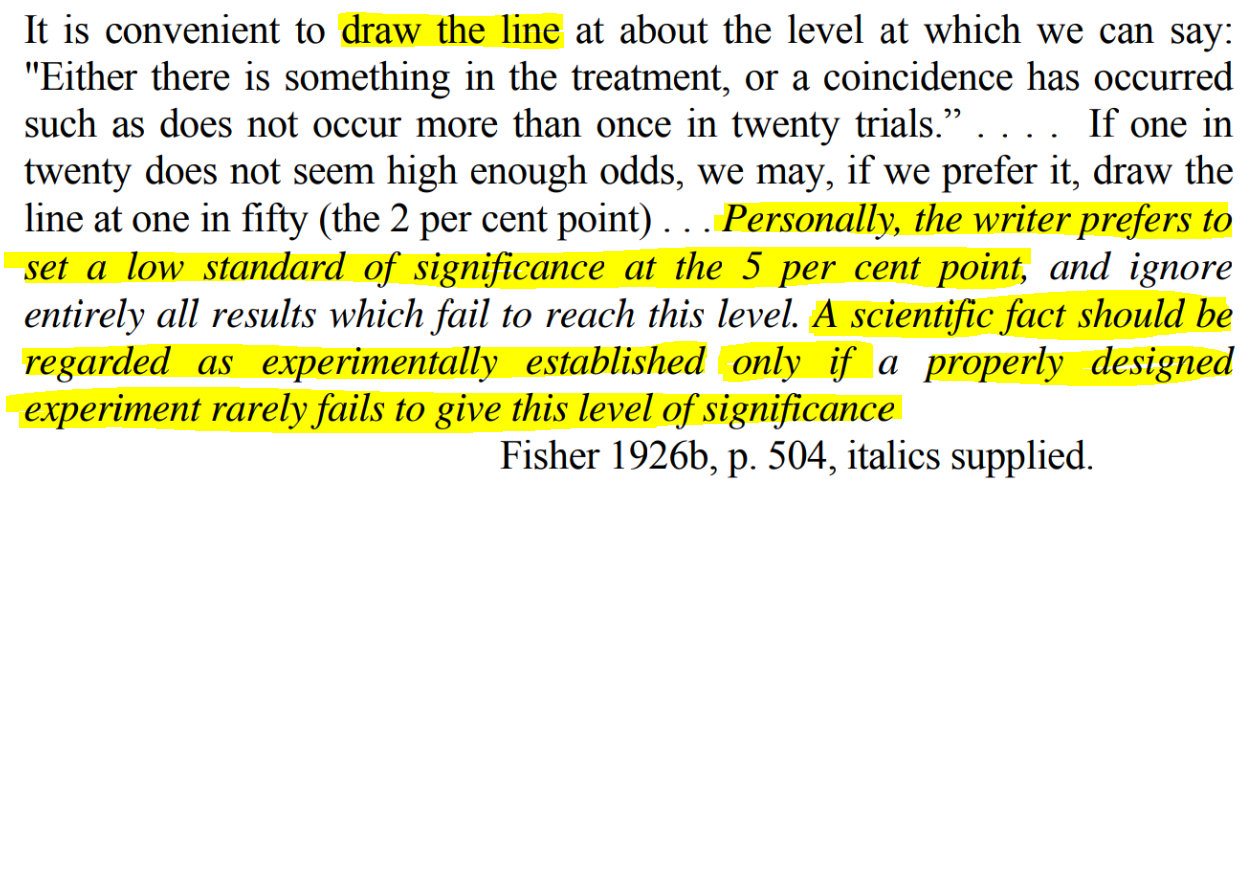 It is convenient to draw the line at about the level at which we can say:
"Either there is something in the treatment, or a coincidence has occurred
such as does not occur more than once in twenty trials.” . . . . If one in
twenty does not seem high enough odds, we may, if we prefer it, draw the
line at one in fifty (the 2 per cent point) . . . Personally, the writer prefers to
set a low standard of significance at the 5 per cent point, and ignore
entirely all results which fail to reach this level. A scientific fact should be
regarded as experimentally established only if a properly designed
experiment rarely fails to give this level of significance
Fisher 1926b, p. 504, italics supplied.